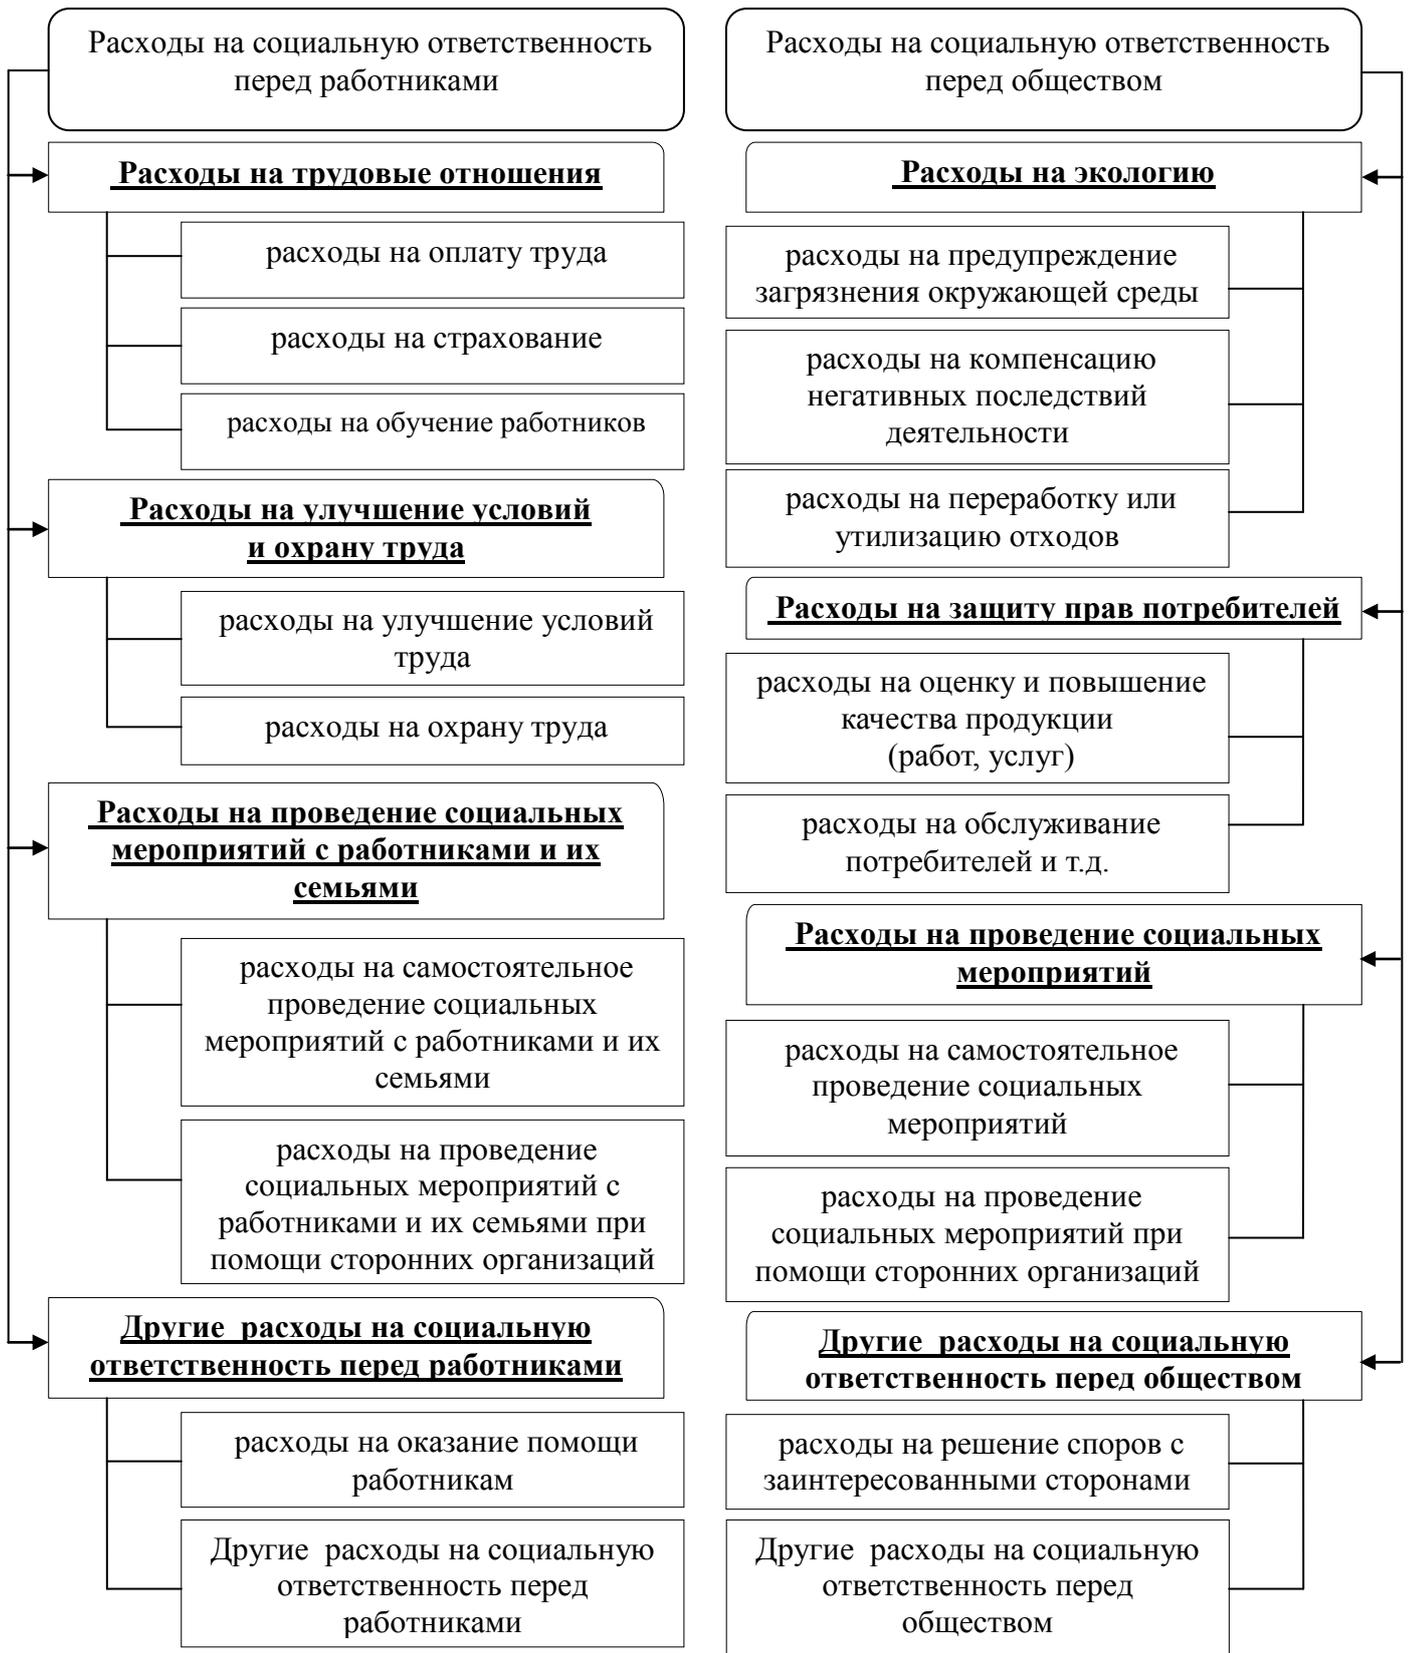 Расходы на социальную ответственность
перед работниками
Расходы на трудовые отношения
расходы на оплату труда
расходы на страхование
расходы на обучение работников
Расходы на улучшение условий
и охрану труда
расходы на улучшение условий
труда
расходы на охрану труда
Расходы на проведение социальных
мероприятий с работниками и их
семьями
расходы на самостоятельное
проведение социальных
мероприятий с работниками и их
семьями
расходы на проведение
социальных мероприятий с
работниками и их семьями при
помощи сторонних организаций
Другие расходы на социальную
ответственность перед работниками
расходы на оказание помощи
работникам
Другие расходы на социальную
ответственность перед
работниками
Расходы на социальную ответственность
перед обществом
Расходы на экологию
расходы на предупреждение
загрязнения окружающей среды
расходы на компенсацию
негативных последствий
деятельности
расходы на переработку или
утилизацию отходов
Расходы на защиту прав потребителей
расходы на оценку и повышение
качества продукции
(работ, услуг)
расходы на обслуживание
потребителей и т.д.
Расходы на проведение социальных
мероприятий
расходы на самостоятельное
проведение социальных
мероприятий
расходы на проведение
социальных мероприятий при
помощи сторонних организаций
Другие расходы на социальную
ответственность перед обществом
расходы на решение споров с
заинтересованными сторонами
Другие расходы на социальную
ответственность перед
обществом